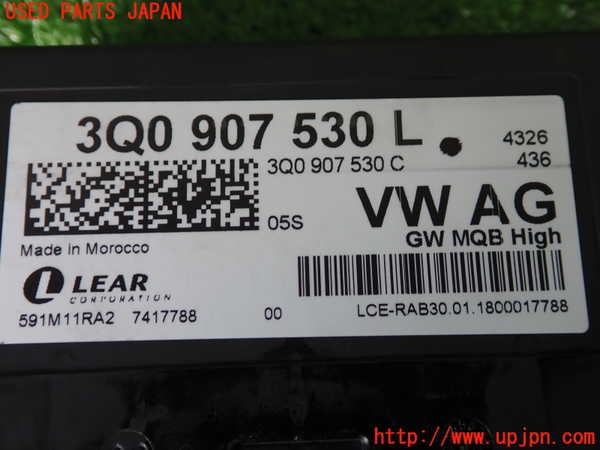 USED PARTS JAPAN
3Q0 907 530 L
4326
3Q0 907 530 C
436
05S
VW AG
GW MQB High
Made In Morocco
LEAR
CORPORATION
591M11RA2 7417788 00
LCE-RAB30.01.1800017788
http://www.upjpn.com/